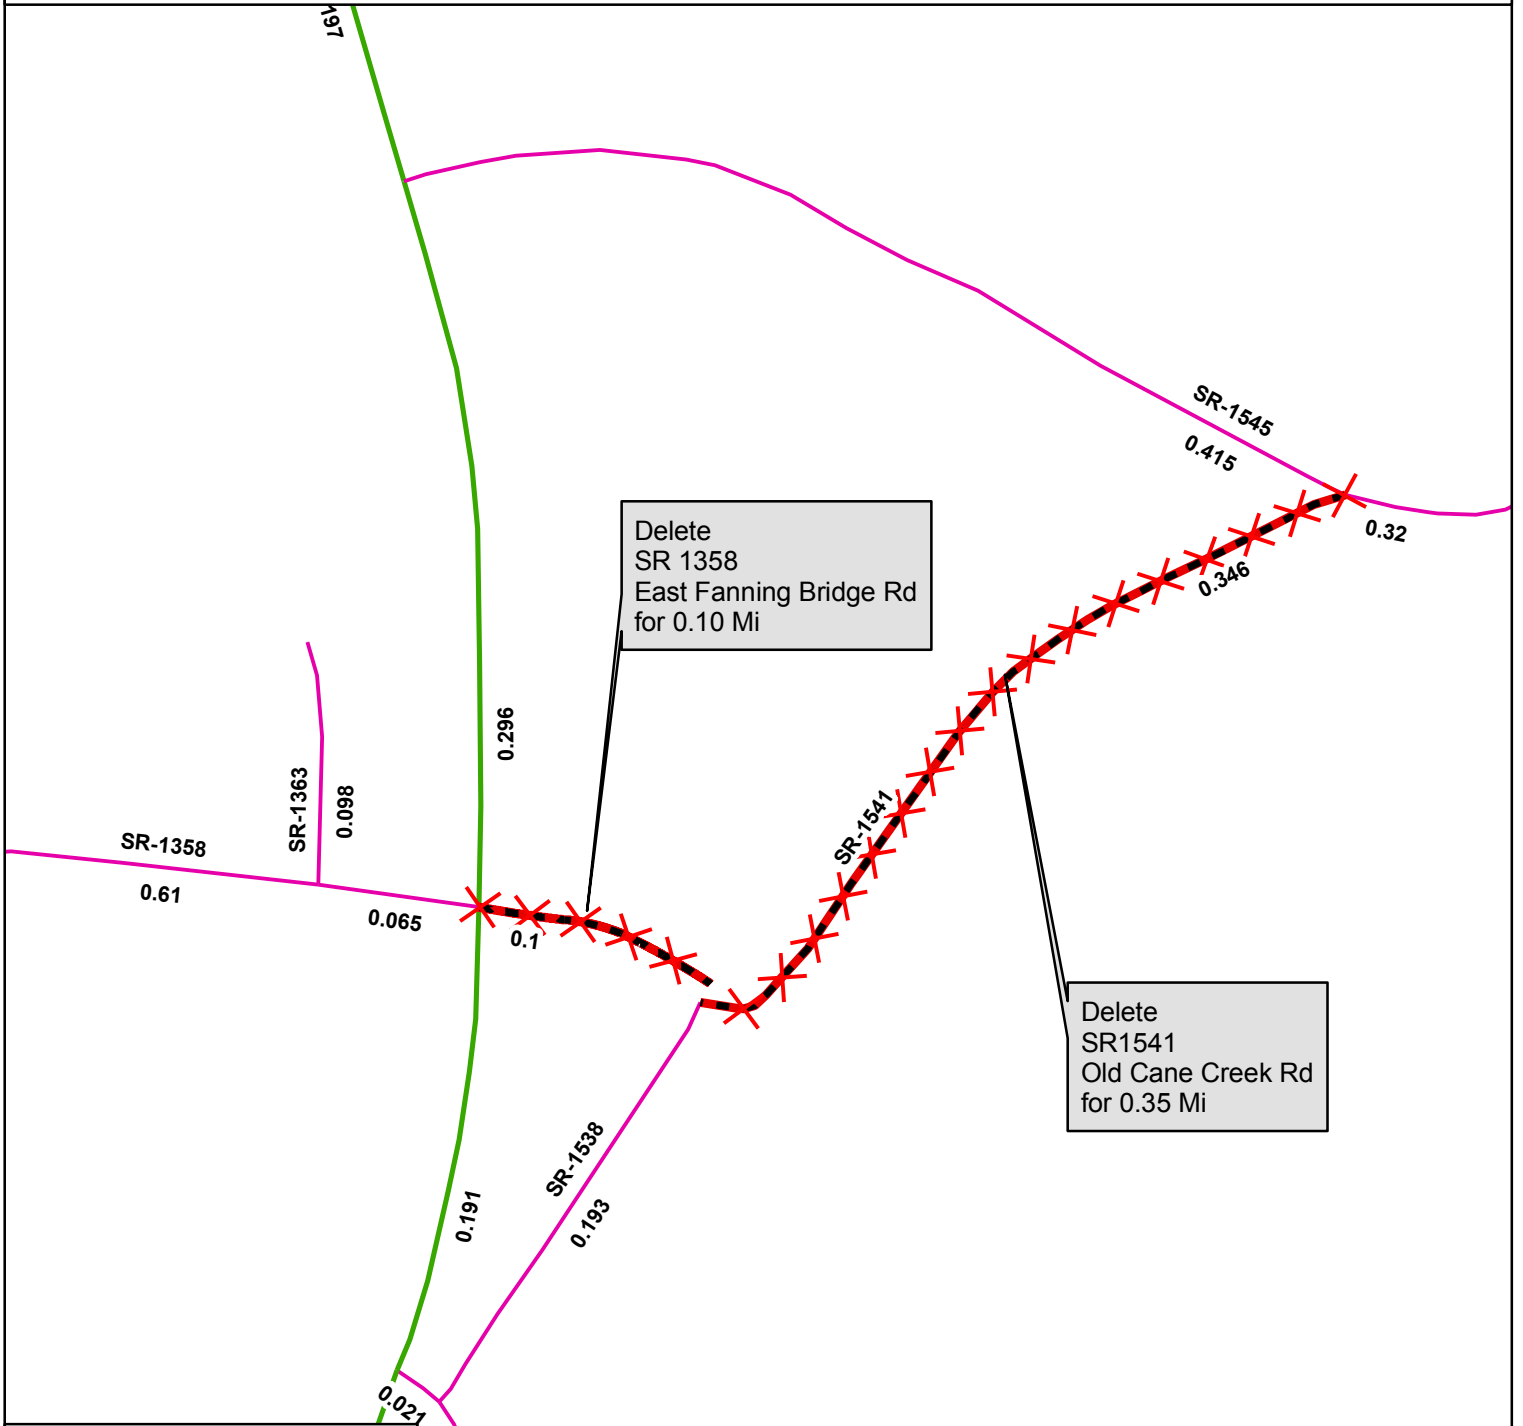 197
SR-1545
0.415
0.32
0.346
Delete
SR 1358
East Fanning Bridge Rd
for 0.10 Mi
0.296
SR-1363
0.098
SR-1541
SR-1358
0.61
0.065
0.1
Delete
SR1541
Old Cane Creek Rd
for 0.35 Mi
SR-1538
0.193
0.191
0.021